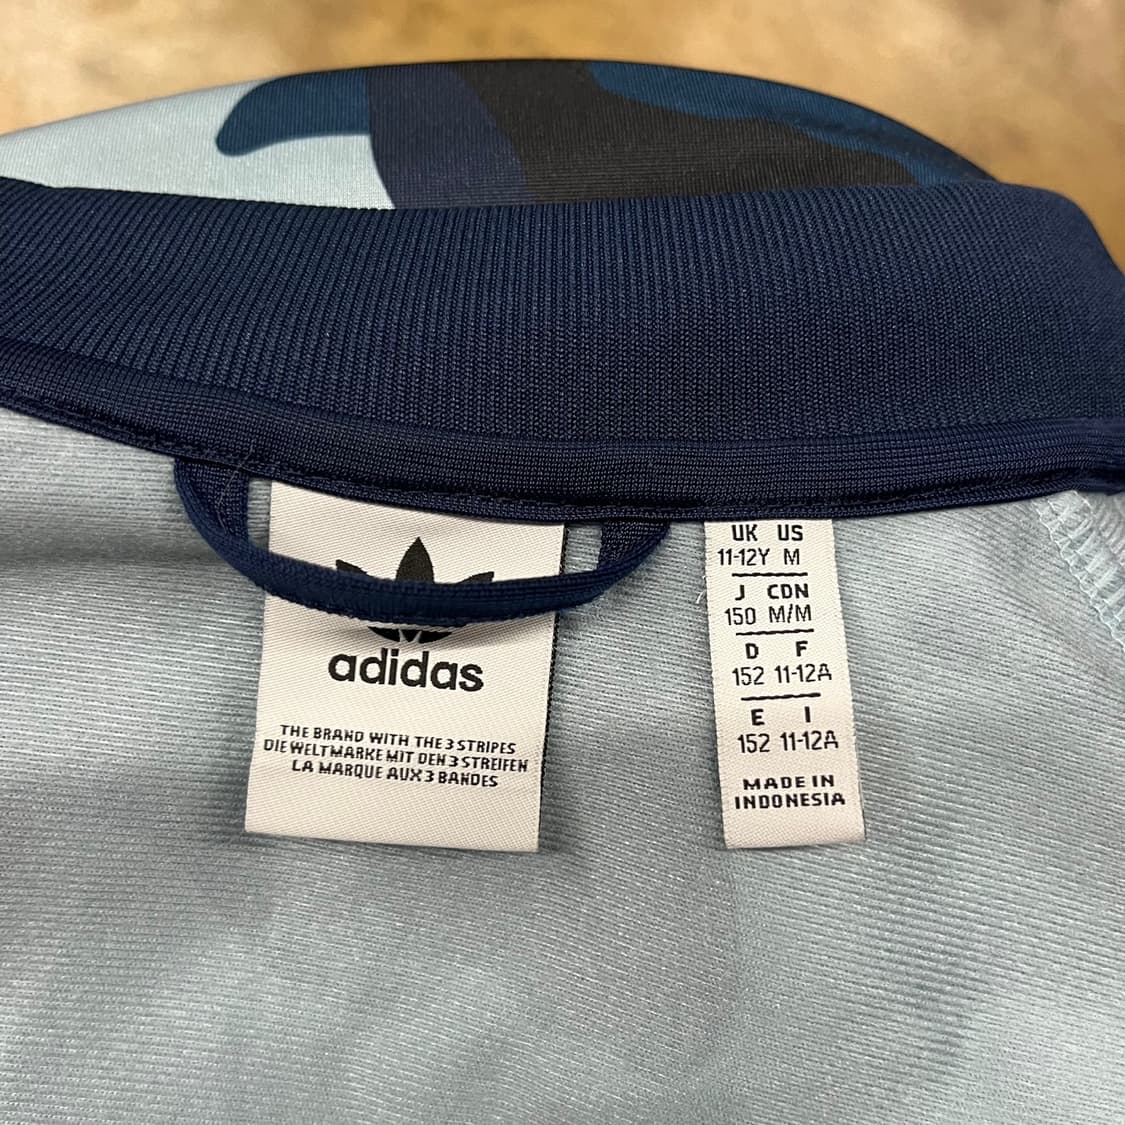 adidas
THE BRAND WITH THE 3 STRIPES
DIE WELTMARKE MIT DEN 3 STREIFEN
LA MARQUE AUX 3 BANDES
UK US
11-12Y M
J CDN
150 M/M
D F
152 11-12A
E I
152 11-12A
MADE IN
INDONESIA